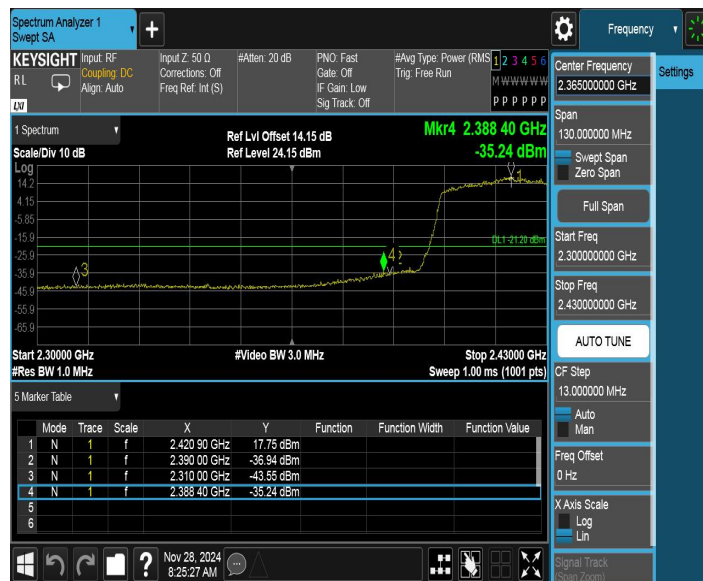 Spectrum Analyzer 1
Swept SA
+
Frequency
KEYSIGHT
RL
LXI
Input: RF
Coupling: DC
Align: Auto
Input Z: 50 Ω
Corrections: Off
Freq Ref: Int (S)
#Atten: 20 dB
PNO: Fast
Gate: Off
IF Gain: Low
Sig Track: Off
#Avg Type: Power (RMS
Trig: Free Run
1 2 3 4 5 6
M W W W W W
P P P P P P
1 Spectrum
Scale/Div 10 dB
Ref Lvl Offset 14.15 dB
Ref Level 24.15 dBm
Mkr4 2.388 40 GHz
-35.24 dBm
Log
14.2
4.15
-5.85
-15.9
-25.9
-35.9
-45.9
-55.9
-65.9
1
DL1 -21.20 dBm
4
3
Start 2.30000 GHz
#Video BW 3.0 MHz
Stop 2.43000 GHz
#Res BW 1.0 MHz
Sweep 1.00 ms (1001 pts)
5 Marker Table
Mode Trace Scale X Y Function Function Width Function Value
1 N 1 f 2.420 90 GHz 17.75 dBm
2 N 1 f 2.390 00 GHz -36.94 dBm
3 N 1 f 2.310 00 GHz -43.55 dBm
4 N 1 f 2.388 40 GHz -35.24 dBm
5
6
?
Nov 28, 2024
8:25:27 AM
Center Frequency
2.365000000 GHz
Span
130.000000 MHz
Swept Span
Zero Span
Full Span
Start Freq
2.300000000 GHz
Stop Freq
2.430000000 GHz
AUTO TUNE
CF Step
13.000000 MHz
Auto
Man
Freq Offset
0 Hz
X Axis Scale
Log
Lin
Signal Track
(Span Zoom)
Settings